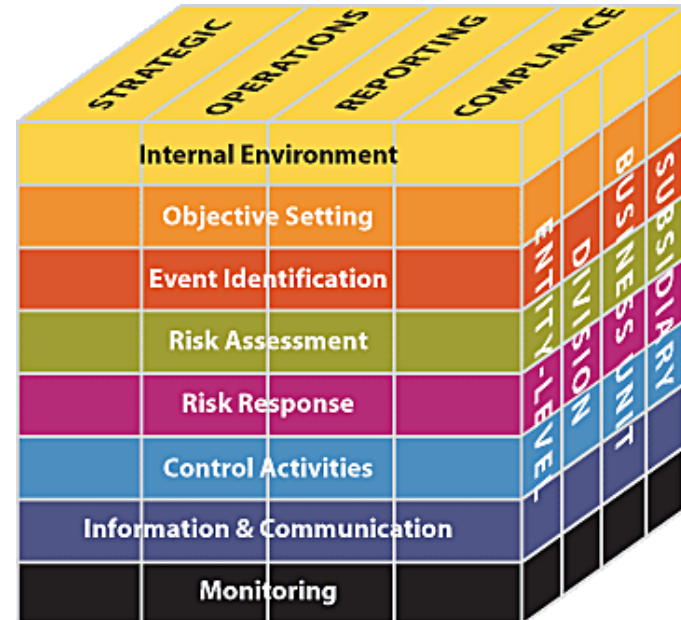 STRATEGIC
OPERATIONS
REPORTING
COMPLIANCE
Internal Environment
Objective Setting
Event Identification
Risk Assessment
Risk Response
Control Activities
Information & Communication
Monitoring
ENTITY-LEVEL
DIVISION
BUSINESS UNIT
SUBSIDIARY